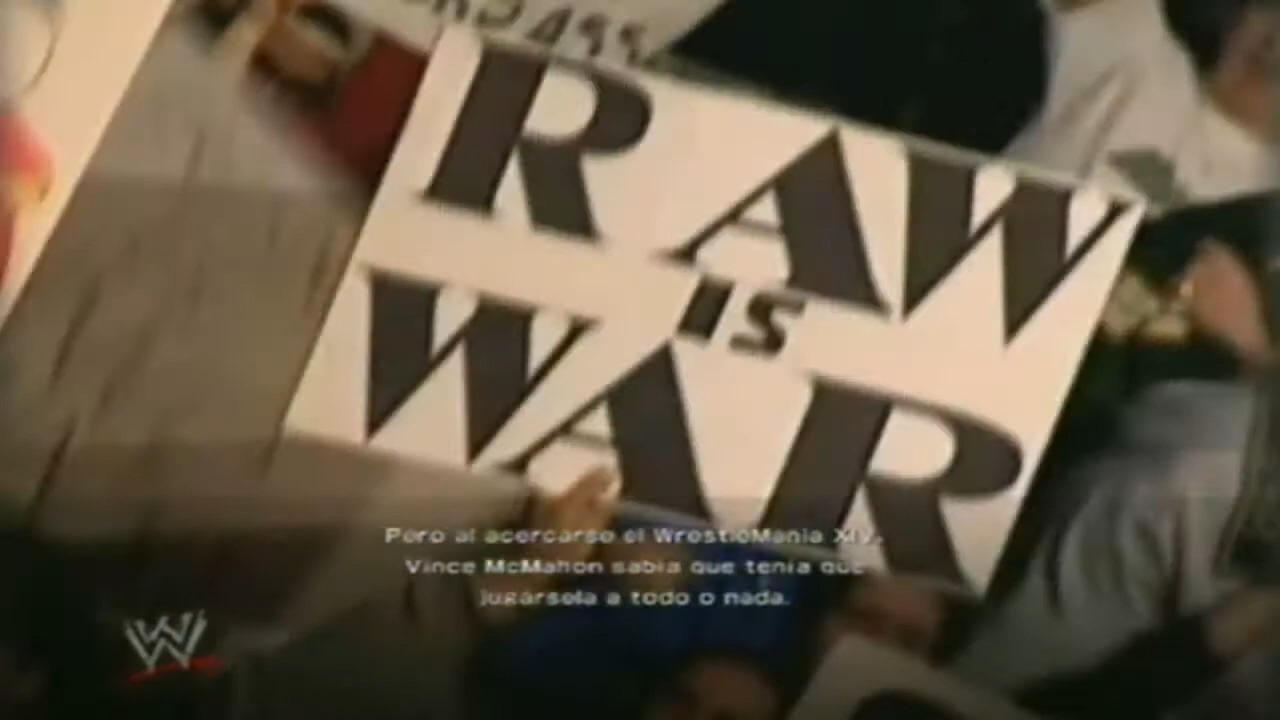 RAW
IS
WAR
Pero al acercarse el WrestleMania XIV,
Vince McMahon sabía que tenía que
jugársela a todo o nada.
W